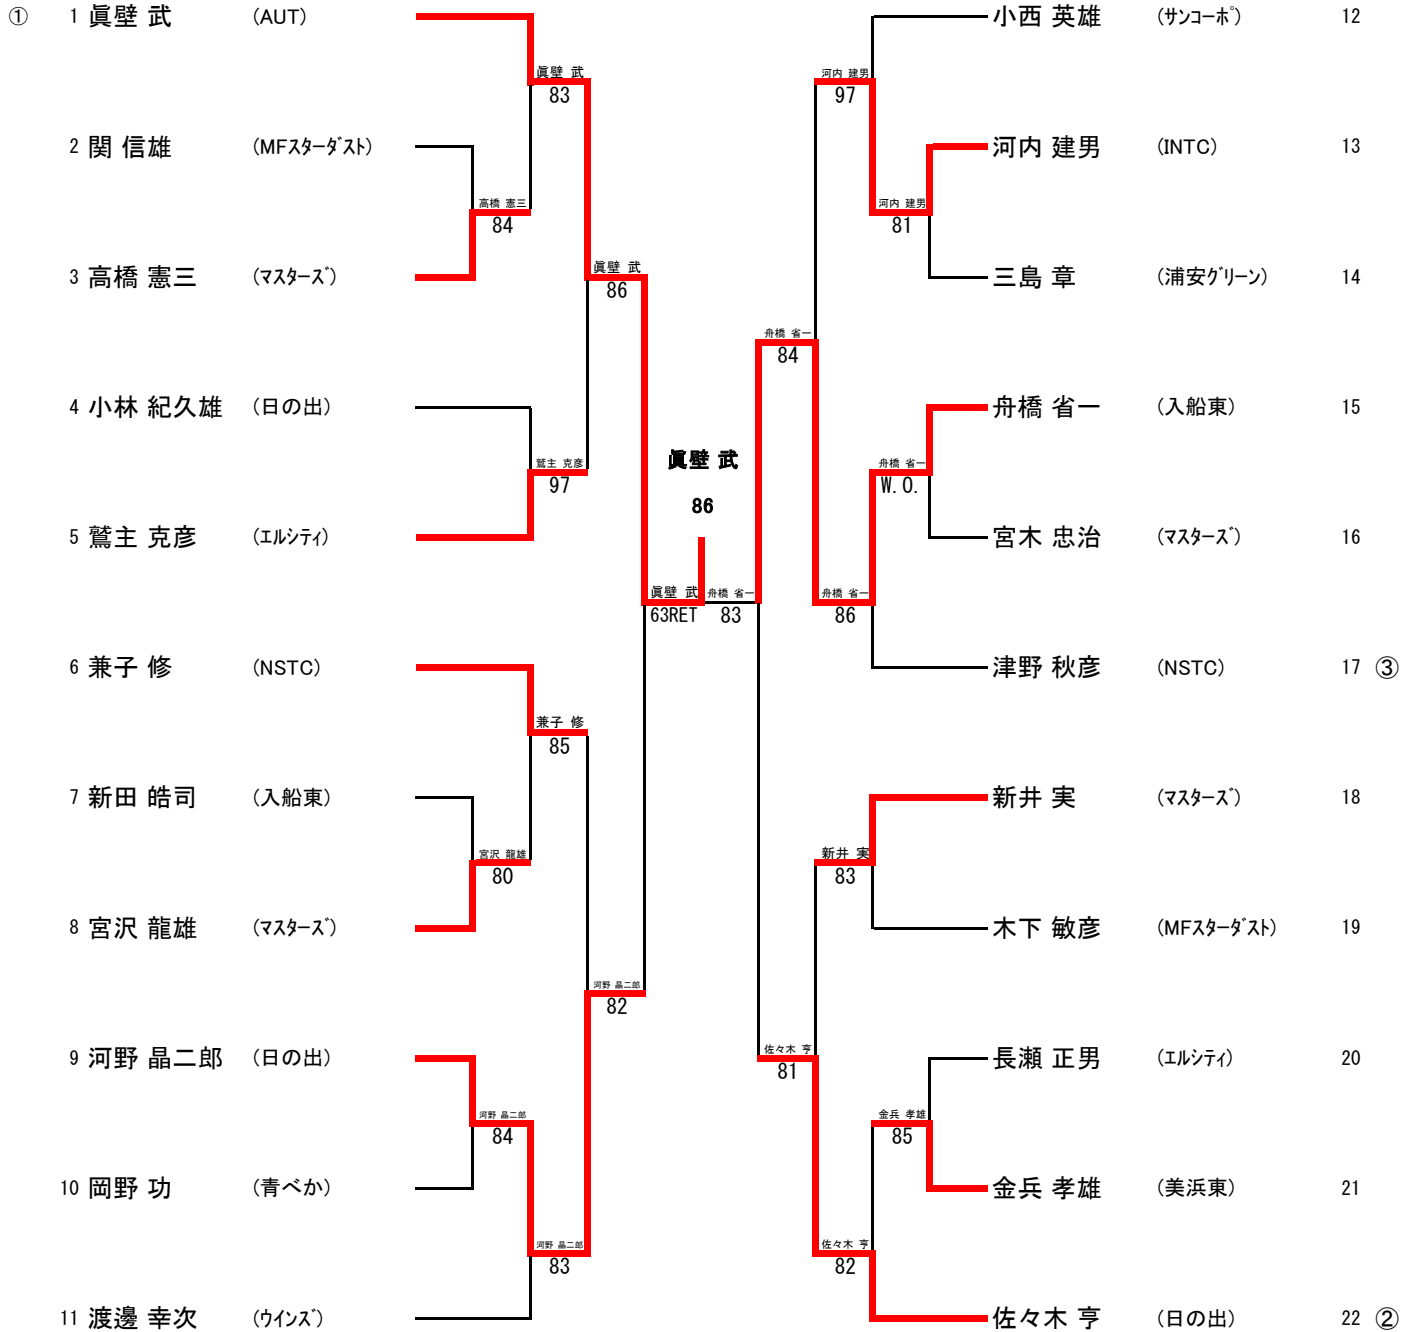 ① 1 眞壁 武 (AUT) 小西 英雄 (サンコーポ) 12
眞壁 武 河内 建男
83 97
2 関 信雄 (MFスターダスト) 河内 建男 (INTC) 13
高橋 憲三 河内 建男
84 81
3 高橋 憲三 (マスターズ) 眞壁 武 三島 章 (浦安グリーン) 14
86
舟橋 省一
84
4 小林 紀久雄 (日の出) 舟橋 省一 (入船東) 15
鷲主 克彦 眞壁 武 舟橋 省一
97 W.O.
86
5 鷲主 克彦 (エルシティ) 宮木 忠治 (マスターズ) 16
眞壁 武 舟橋 省一 舟橋 省一
63RET 83 86
6 兼子 修 (NSTC) 津野 秋彦 (NSTC) 17 ③
兼子 修
85
7 新田 皓司 (入船東) 新井 実 (マスターズ) 18
宮沢 龍雄 新井 実
80 83
8 宮沢 龍雄 (マスターズ) 木下 敏彦 (MFスターダスト) 19
河野 晶二郎
82
9 河野 晶二郎 (日の出) 佐々木 亨 長瀬 正男 (エルシティ) 20
81
河野 晶二郎 金兵 孝雄
84 85
10 岡野 功 (青べか) 金兵 孝雄 (美浜東) 21
河野 晶二郎 佐々木 亨
83 82
11 渡邊 幸次 (ウインズ) 佐々木 亨 (日の出) 22 ②